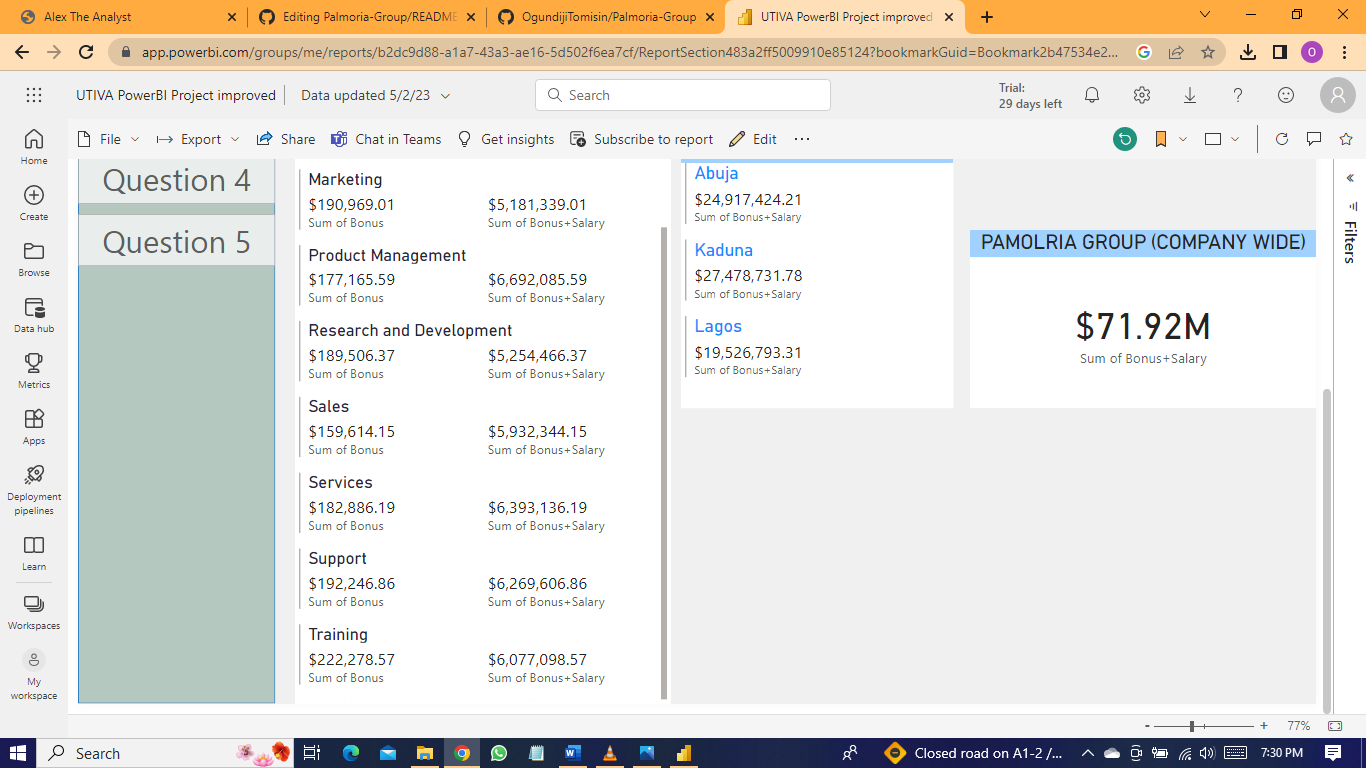 Alex The Analyst
Editing Palmoria-Group/README
OgundijiTomisin/Palmoria-Group
UTIVA PowerBI Project improved
app.powerbi.com/groups/me/reports/b2dc9d88-a1a7-43a3-ae16-5d502f6ea7cf/ReportSection483a2ff5009910e85124?bookmarkGuid=Bookmark2b47534e2...
O
UTIVA PowerBI Project improved
Data updated 5/2/23
Search
Trial:
29 days left
File
Export
Share
Chat in Teams
Get insights
Subscribe to report
Edit
Home
Create
Browse
Data hub
Metrics
Apps
Deployment
pipelines
Learn
Workspaces
My
workspace
Question 4
Question 5
Marketing
$190,969.01 $5,181,339.01
Sum of Bonus Sum of Bonus+Salary
Product Management
$177,165.59 $6,692,085.59
Sum of Bonus Sum of Bonus+Salary
Research and Development
$189,506.37 $5,254,466.37
Sum of Bonus Sum of Bonus+Salary
Sales
$159,614.15 $5,932,344.15
Sum of Bonus Sum of Bonus+Salary
Services
$182,886.19 $6,393,136.19
Sum of Bonus Sum of Bonus+Salary
Support
$192,246.86 $6,269,606.86
Sum of Bonus Sum of Bonus+Salary
Training
$222,278.57 $6,077,098.57
Sum of Bonus Sum of Bonus+Salary
Abuja
$24,917,424.21
Sum of Bonus+Salary
Kaduna
$27,478,731.78
Sum of Bonus+Salary
Lagos
$19,526,793.31
Sum of Bonus+Salary
PAMOLRIA GROUP (COMPANY WIDE)
$71.92M
Sum of Bonus+Salary
Filters
- + 77%
Search
Closed road on A1-2 /...
7:30 PM